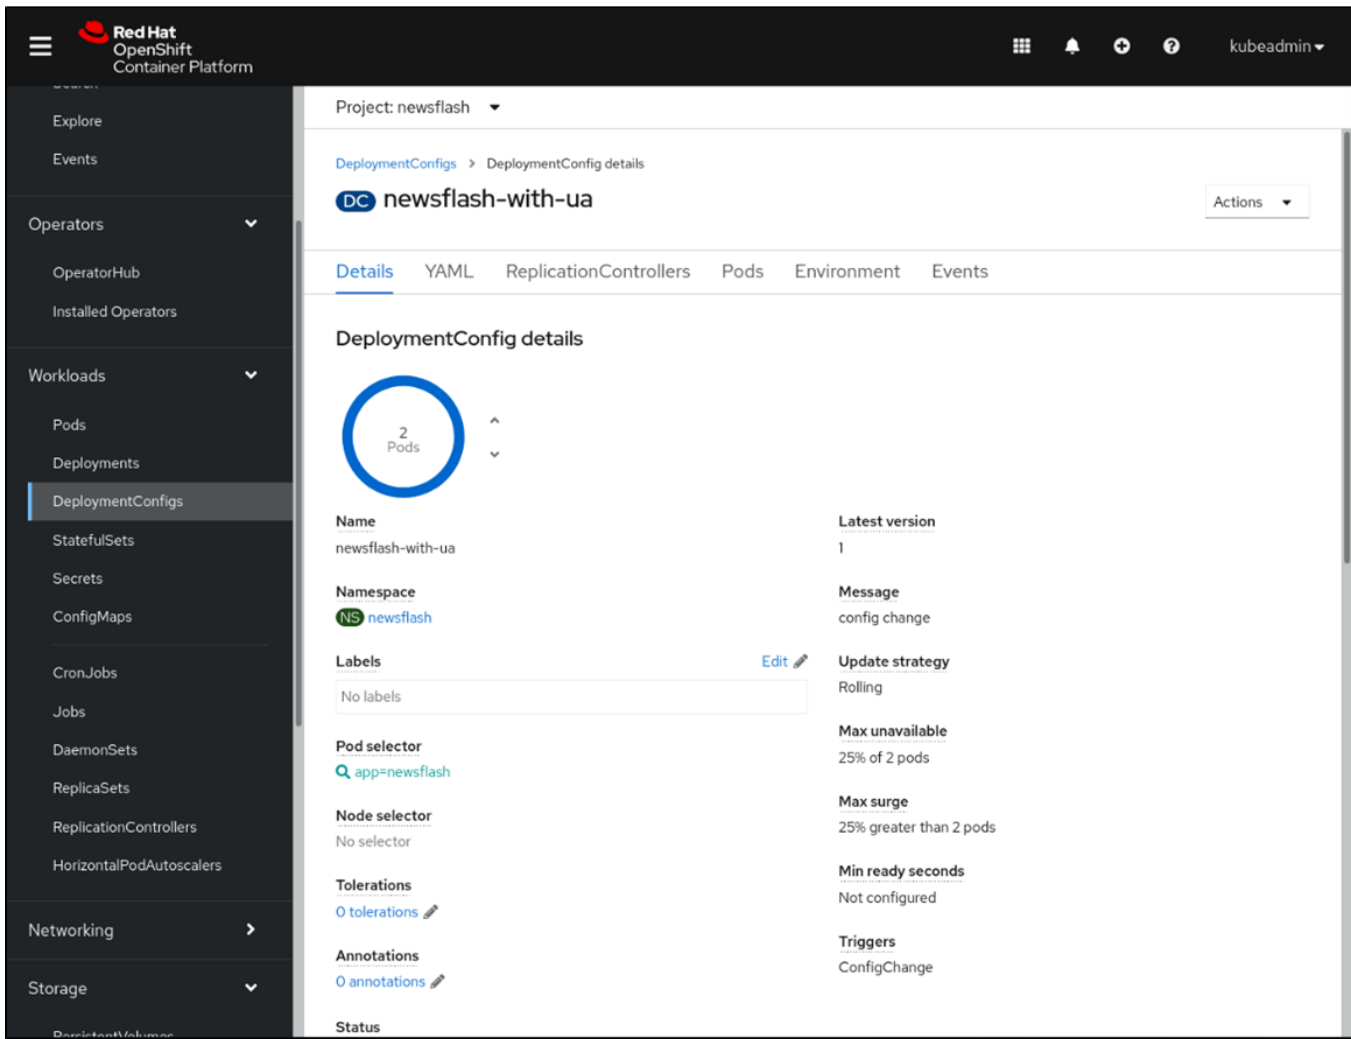 Red Hat
OpenShift
Container Platform
kubeadmin
Explore
Events
Operators
OperatorHub
Installed Operators
Workloads
Pods
Deployments
DeploymentConfigs
StatefulSets
Secrets
ConfigMaps
CronJobs
Jobs
DaemonSets
ReplicaSets
ReplicationControllers
HorizontalPodAutoscalers
Networking
Storage
PersistentVolumes
Project: newsflash
DeploymentConfigs > DeploymentConfig details
DC newsflash-with-ua
Actions
Details YAML ReplicationControllers Pods Environment Events
DeploymentConfig details
2
Pods
Name
newsflash-with-ua
Namespace
NS newsflash
Labels
Edit
No labels
Pod selector
app=newsflash
Node selector
No selector
Tolerations
0 tolerations
Annotations
0 annotations
Status
Latest version
1
Message
config change
Update strategy
Rolling
Max unavailable
25% of 2 pods
Max surge
25% greater than 2 pods
Min ready seconds
Not configured
Triggers
ConfigChange